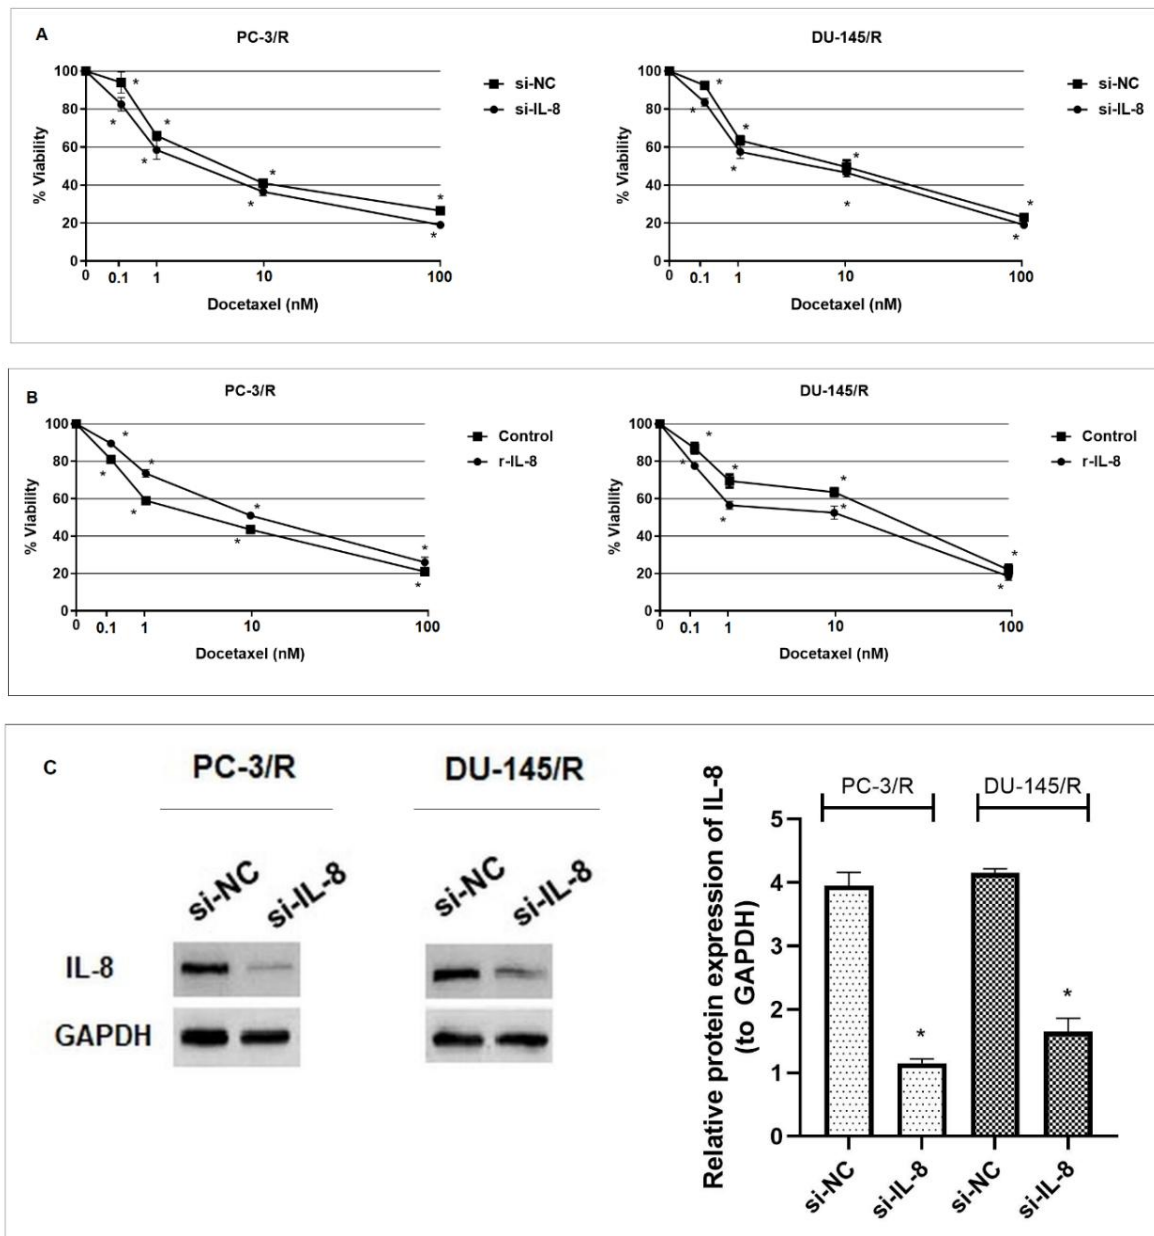 A
PC-3/R
DU-145/R
100
80
60
40
20
0
% Viability
*
*
*
*
*
*
*
*
0 0.1 1 10 100
Docetaxel (nM)
si-NC
si-IL-8
100
80
60
40
20
0
% Viability
*
*
*
*
*
*
*
*
0 0.1 1 10 100
Docetaxel (nM)
si-NC
si-IL-8
B
PC-3/R
DU-145/R
100
80
60
40
20
0
% Viability
*
*
*
*
*
*
*
*
0 0.1 1 10 100
Docetaxel (nM)
Control
r-IL-8
100
80
60
40
20
0
% Viability
*
*
*
*
*
*
*
*
0 0.1 1 10 100
Docetaxel (nM)
Control
r-IL-8
C
PC-3/R
DU-145/R
si-NC si-IL-8
si-NC si-IL-8
IL-8
GAPDH
Relative protein expression of IL-8
(to GAPDH)
PC-3/R
DU-145/R
5
4
3
2
1
0
*
*
si-NC
si-IL-8
si-NC
si-IL-8